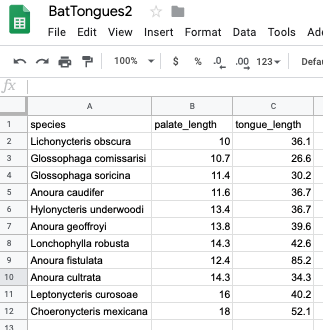 BatTongues2
File Edit View Insert Format Data Tools
100% $ % .0 .00 123
fx
A B C
1 species palate_length tongue_length
2 Lichonycteris obscura 10 36.1
3 Glossophaga comissarisi 10.7 26.6
4 Glossophaga soricina 11.4 30.2
5 Anoura caudifer 11.6 36.7
6 Hylonycteris underwoodi 13.4 36.7
7 Anoura geoffroyi 13.8 39.6
8 Lonchophylla robusta 14.3 42.6
9 Anoura fistulata 12.4 85.2
10 Anoura cultrata 14.3 34.3
11 Leptonycteris curosoae 16 40.2
12 Choeronycteris mexicana 18 52.1